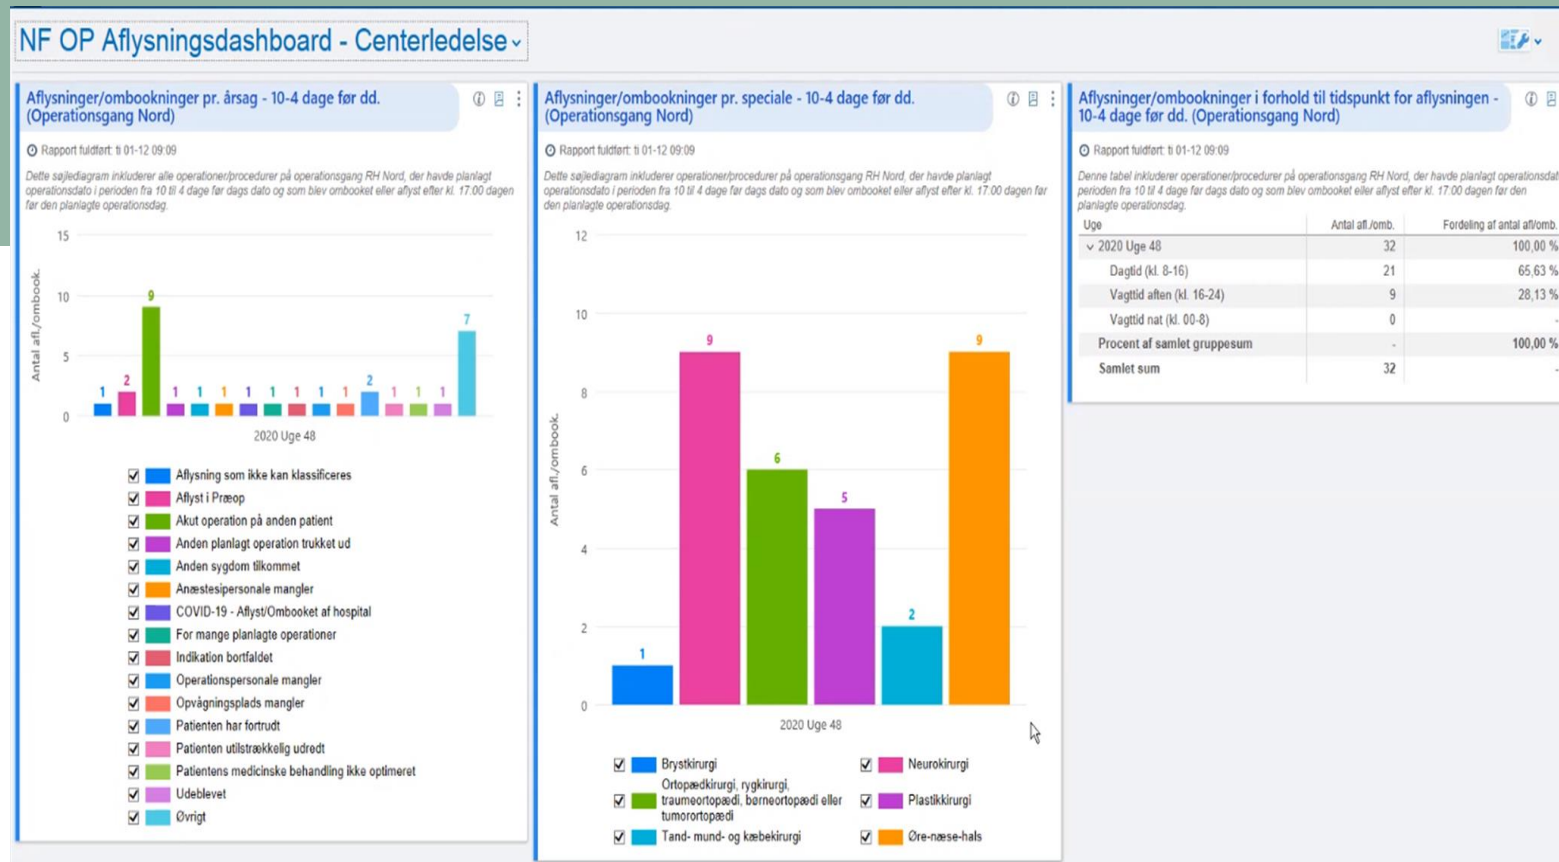 NF OP Aflysningsdashboard - Centerledelse
Aflysninger/ombookninger pr. årsag - 10-4 dage før dd.
(Operationsgang Nord)
Rapport fuldført: ti 01-12 09:09
Dette søjlediagram inkluderer alle operationer/procedurer på operationsgang RH Nord, der havde planlagt
operationsdato i perioden fra 10 til 4 dage før dags dato og som blev ombooket eller aflyst efter kl. 17:00 dagen
før den planlagte operationsdag.
Antal afl./ombook.
15
10
5
0
1
2
9
1
1
1
1
1
1
1
1
2
1
1
1
7
2020 Uge 48
Aflysning som ikke kan klassificeres
Aflyst i Præop
Akut operation på anden patient
Anden planlagt operation trukket ud
Anden sygdom tilkommet
Anæstesipersonale mangler
COVID-19 - Aflyst/Ombooket af hospital
For mange planlagte operationer
Indikation bortfaldet
Operationspersonale mangler
Opvågningsplads mangler
Patienten har fortrudt
Patienten utilstrækkelig udredt
Patientens medicinske behandling ikke optimeret
Udeblevet
Øvrigt
Aflysninger/ombookninger pr. speciale - 10-4 dage før dd.
(Operationsgang Nord)
Rapport fuldført: ti 01-12 09:09
Dette søjlediagram inkluderer operationer/procedurer på operationsgang RH Nord, der havde planlagt
operationsdato i perioden fra 10 til 4 dage før dags dato og som blev ombooket eller aflyst efter kl. 17:00 dagen før
den planlagte operationsdag.
Antal afl./ombook.
12
10
8
6
4
2
0
1
9
6
5
2
9
2020 Uge 48
Brystkirurgi
Neurokirurgi
Ortopædkirurgi, rygkirurgi,
traumeortopædi, børneortopædi eller
tumorortopædi
Plastikkirurgi
Tand- mund- og kæbekirurgi
Øre-næse-hals
Aflysninger/ombookninger i forhold til tidspunkt for aflysningen -
10-4 dage før dd. (Operationsgang Nord)
Rapport fuldført: ti 01-12 09:09
Denne tabel inkluderer operationer/procedurer på operationsgang RH Nord, der havde planlagt operationsdat
perioden fra 10 til 4 dage før dags dato og som blev ombooket eller aflyst efter kl. 17:00 dagen før den
planlagte operationsdag.
Uge Antal afl./omb. Fordeling af antal afl/omb.
2020 Uge 48 32 100,00 %
Dagtid (kl. 8-16) 21 65,63 %
Vagttid aften (kl. 16-24) 9 28,13 %
Vagttid nat (kl. 00-8) 0 -
Procent af samlet gruppesum - 100,00 %
Samlet sum 32 -